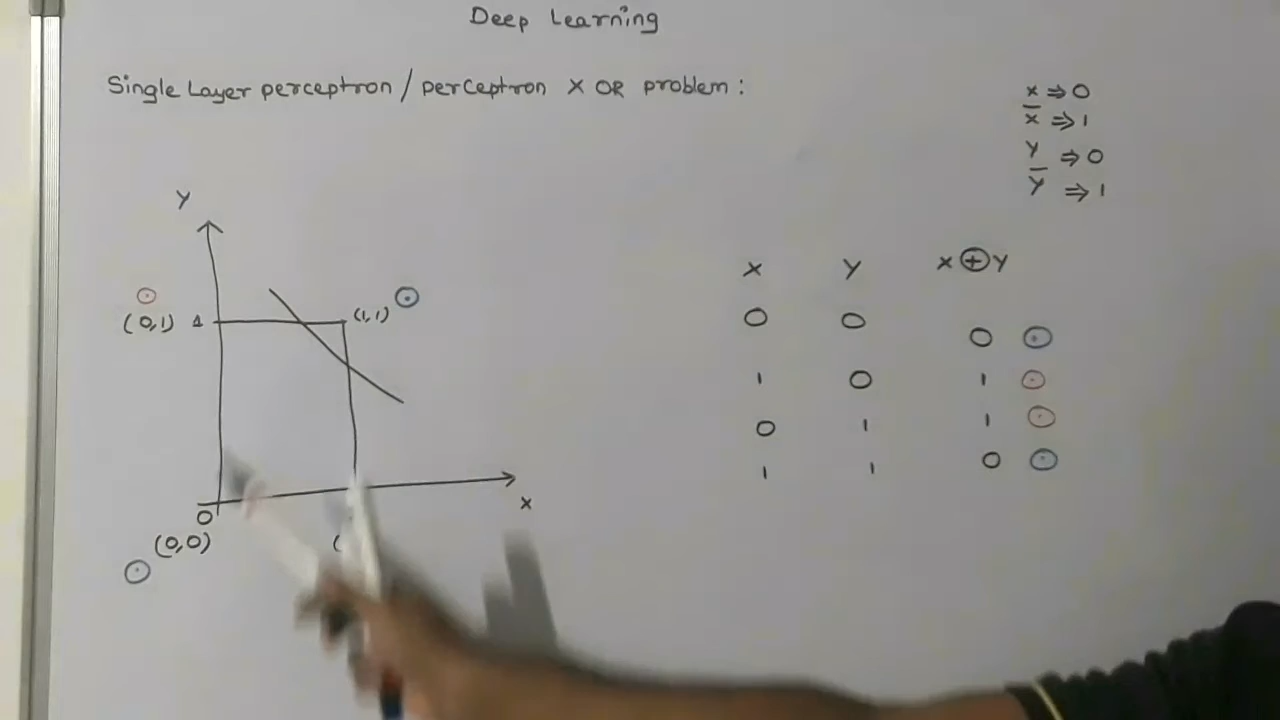 Deep Learning
Single Layer perceptron / perceptron X OR problem :
x ⇒ 0
x̅ ⇒ 1
y ⇒ 0
y̅ ⇒ 1
Y
X Y X ⊕ Y
0 0 0
1 0 1
0 1 1
1 1 0
(0,1) 1
(1,1)
X
0
(0,0)
(